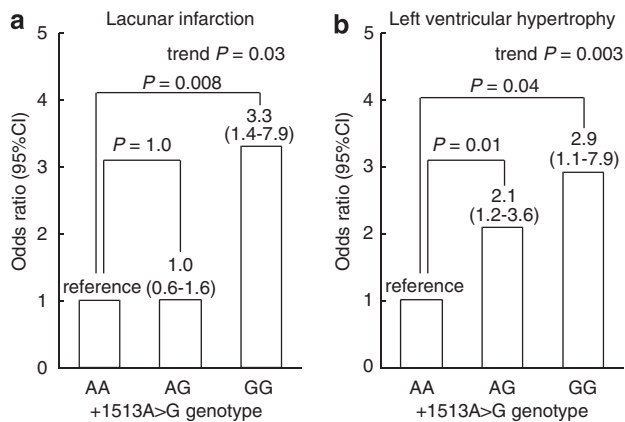 a
Lacunar infarction
5
4
3
2
1
0
Odds ratio (95%CI)
trend P = 0.03
P = 0.008
3.3
(1.4-7.9)
P = 1.0
1.0
(0.6-1.6)
reference
AA AG GG
+1513A>G genotype
b
Left ventricular hypertrophy
5
4
3
2
1
0
Odds ratio (95%CI)
trend P = 0.003
P = 0.04
2.9
(1.1-7.9)
P = 0.01
2.1
(1.2-3.6)
reference
AA AG GG
+1513A>G genotype